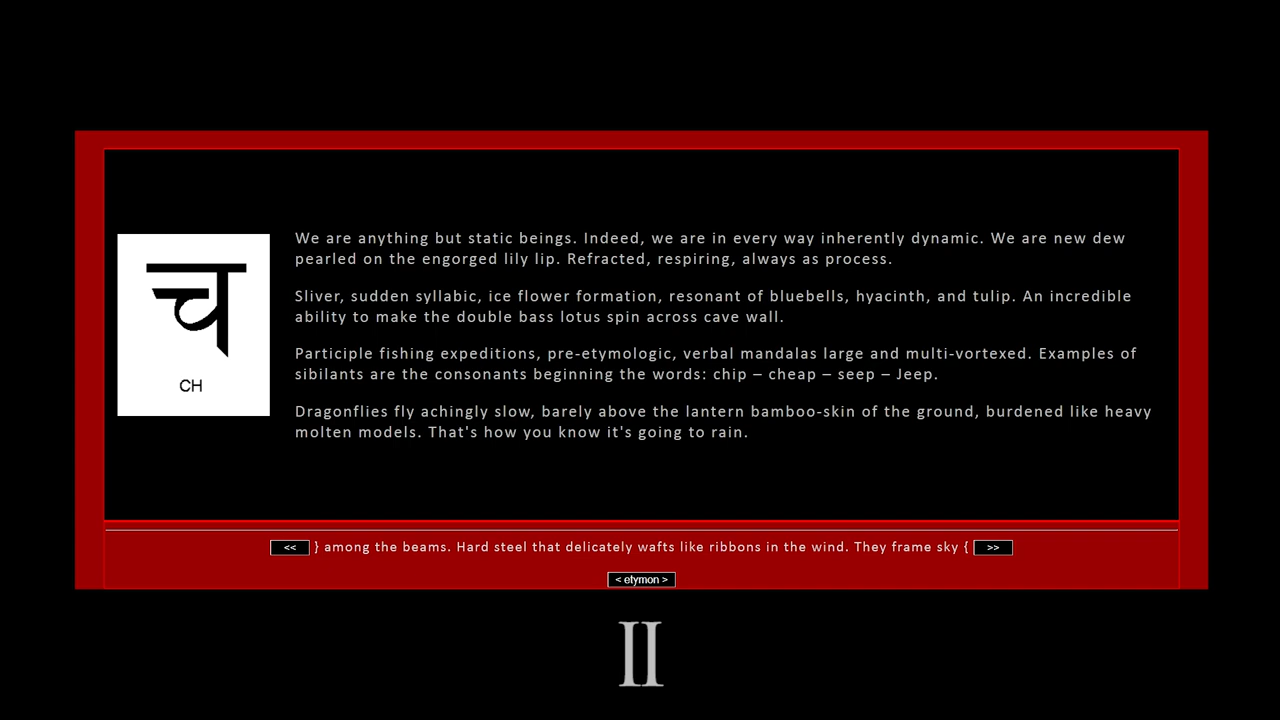 च
CH
We are anything but static beings. Indeed, we are in every way inherently dynamic. We are new dew
pearled on the engorged lily lip. Refracted, respiring, always as process.
Sliver, sudden syllabic, ice flower formation, resonant of bluebells, hyacinth, and tulip. An incredible
ability to make the double bass lotus spin across cave wall.
Participle fishing expeditions, pre-etymologic, verbal mandalas large and multi-vortexed. Examples of
sibilants are the consonants beginning the words: chip – cheap – seep – Jeep.
Dragonflies fly achingly slow, barely above the lantern bamboo-skin of the ground, burdened like heavy
molten models. That's how you know it's going to rain.
<< } among the beams. Hard steel that delicately wafts like ribbons in the wind. They frame sky { >>
< etymon >
II